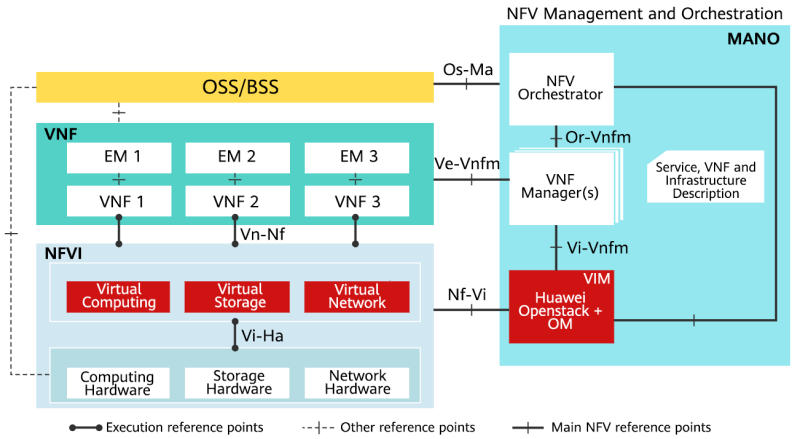 NFV Management and Orchestration
MANO
Os-Ma
NFV
Orchestrator
OSS/BSS
VNF
Or-Vnfm
EM 1
EM 2
EM 3
Ve-Vnfm
VNF
Manager(s)
Service, VNF and
Infrastructure
Description
VNF 1
VNF 2
VNF 3
Vn-Nf
Vi-Vnfm
NFVI
VIM
Virtual
Computing
Virtual
Storage
Virtual
Network
Nf-Vi
Huawei
Openstack +
OM
Vi-Ha
Computing
Hardware
Storage
Hardware
Network
Hardware
Execution reference points
Other reference points
Main NFV reference points